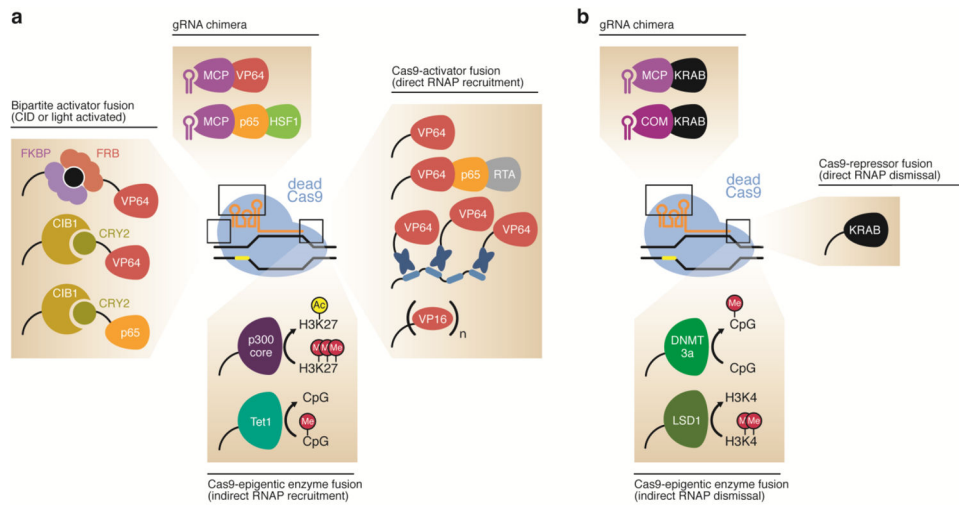 a
gRNA chimera
MCP VP64
MCP p65 HSF1
Bipartite activator fusion
(CID or light activated)
FKBP FRB
VP64
CIB1
CRY2
VP64
CIB1
CRY2
p65
dead
Cas9
Cas9-activator fusion
(direct RNAP recruitment)
VP64
VP64 p65 RTA
VP64
VP64
VP64
VP16
n
p300
core
Ac
H3K27
M M Me
H3K27
Tet1
CpG
Me
CpG
Cas9-epigentic enzyme fusion
(indirect RNAP recruitment)
b
gRNA chimera
MCP KRAB
COM KRAB
dead
Cas9
Cas9-repressor fusion
(direct RNAP dismissal)
KRAB
DNMT
3a
Me
CpG
CpG
LSD1
H3K4
M Me
H3K4
Cas9-epigentic enzyme fusion
(indirect RNAP dismissal)